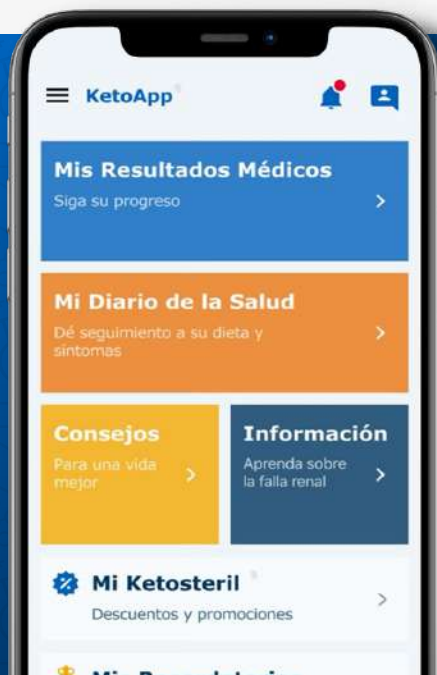 KetoApp
Mis Resultados Médicos
Siga su progreso
Mi Diario de la Salud
Dé seguimiento a su dieta y
síntomas
Consejos
Para una vida
mejor
Información
Aprenda sobre
la falla renal
Mi Ketosteril
Descuentos y promociones